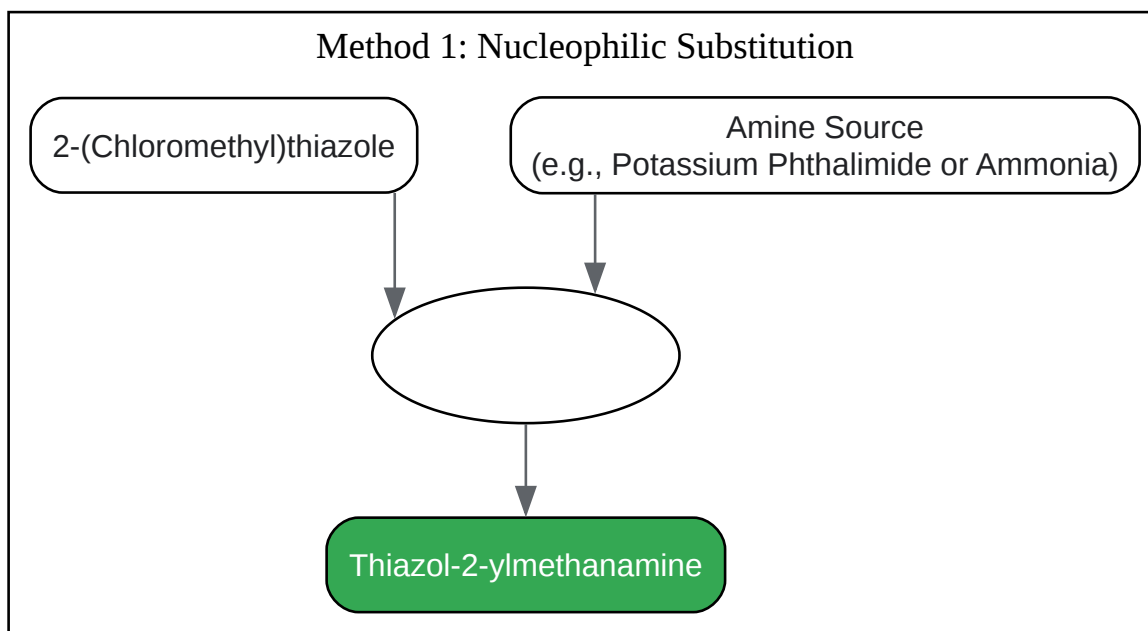 Method 1: Nucleophilic Substitution
2-(Chloromethyl)thiazole
Amine Source
(e.g., Potassium Phthalimide or Ammonia)
Thiazol-2-ylmethanamine